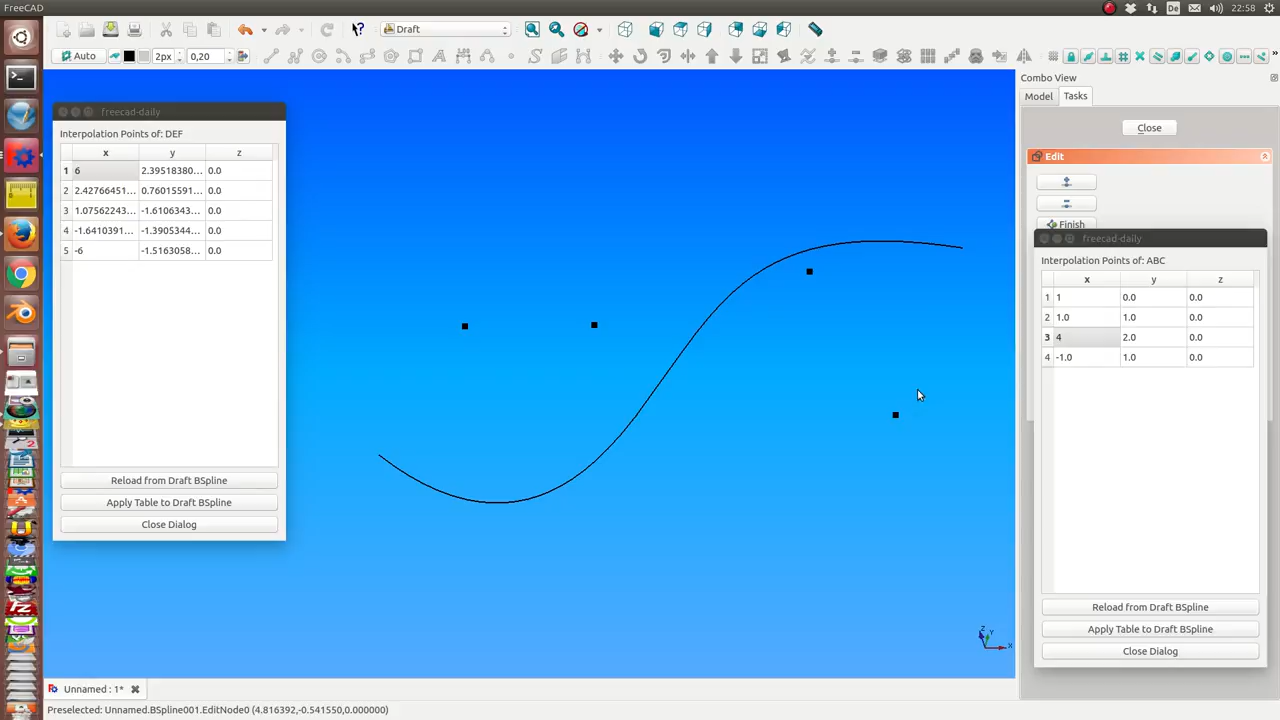 FreeCAD
De
22:58
Draft
Auto
2px
0,20
Combo View
Model
Tasks
Close
Edit
Finish
freecad-daily
Interpolation Points of: DEF
x y z
1 6 2.39518380... 0.0
2 2.42766451... 0.76015591... 0.0
3 1.07562243... -1.6106343... 0.0
4 -1.6410391... -1.3905344... 0.0
5 -6 -1.5163058... 0.0
Reload from Draft BSpline
Apply Table to Draft BSpline
Close Dialog
freecad-daily
Interpolation Points of: ABC
x y z
1 1 0.0 0.0
2 1.0 1.0 0.0
3 4 2.0 0.0
4 -1.0 1.0 0.0
Reload from Draft BSpline
Apply Table to Draft BSpline
Close Dialog
Z Y X
Unnamed : 1*
Preselected: Unnamed.BSpline001.EditNode0 (4.816392,-0.541550,0.000000)